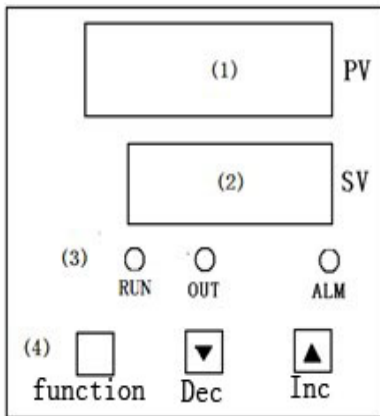 (1) PV
(2) SV
(3)
RUN OUT ALM
(4)
function Dec Inc